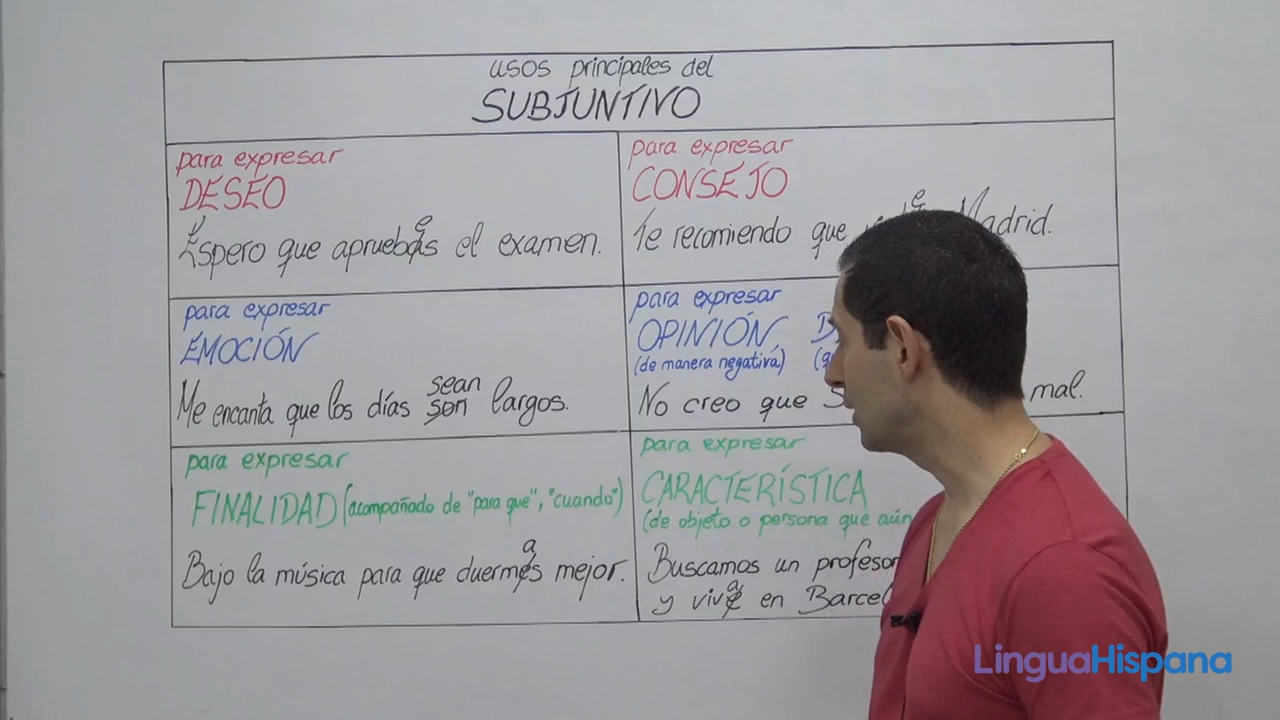 usos principales del
SUBJUNTIVO
para expresar
DESEO
Espero que apruebas el examen.
e
para expresar
CONSEJO
Te recomiendo que Madrid.
e
para expresar
EMOCIÓN
Me encanta que los días son largos.
sean
para expresar
OPINIÓN
(de manera negativa)
No creo que mal.
para expresar
FINALIDAD (acompañado de "para que", "cuando")
Bajo la música para que duermes mejor.
a
para expresar
CARACTERÍSTICA
(de objeto o persona que aún
Buscamos un profesor
y vive en
a
LinguaHispana